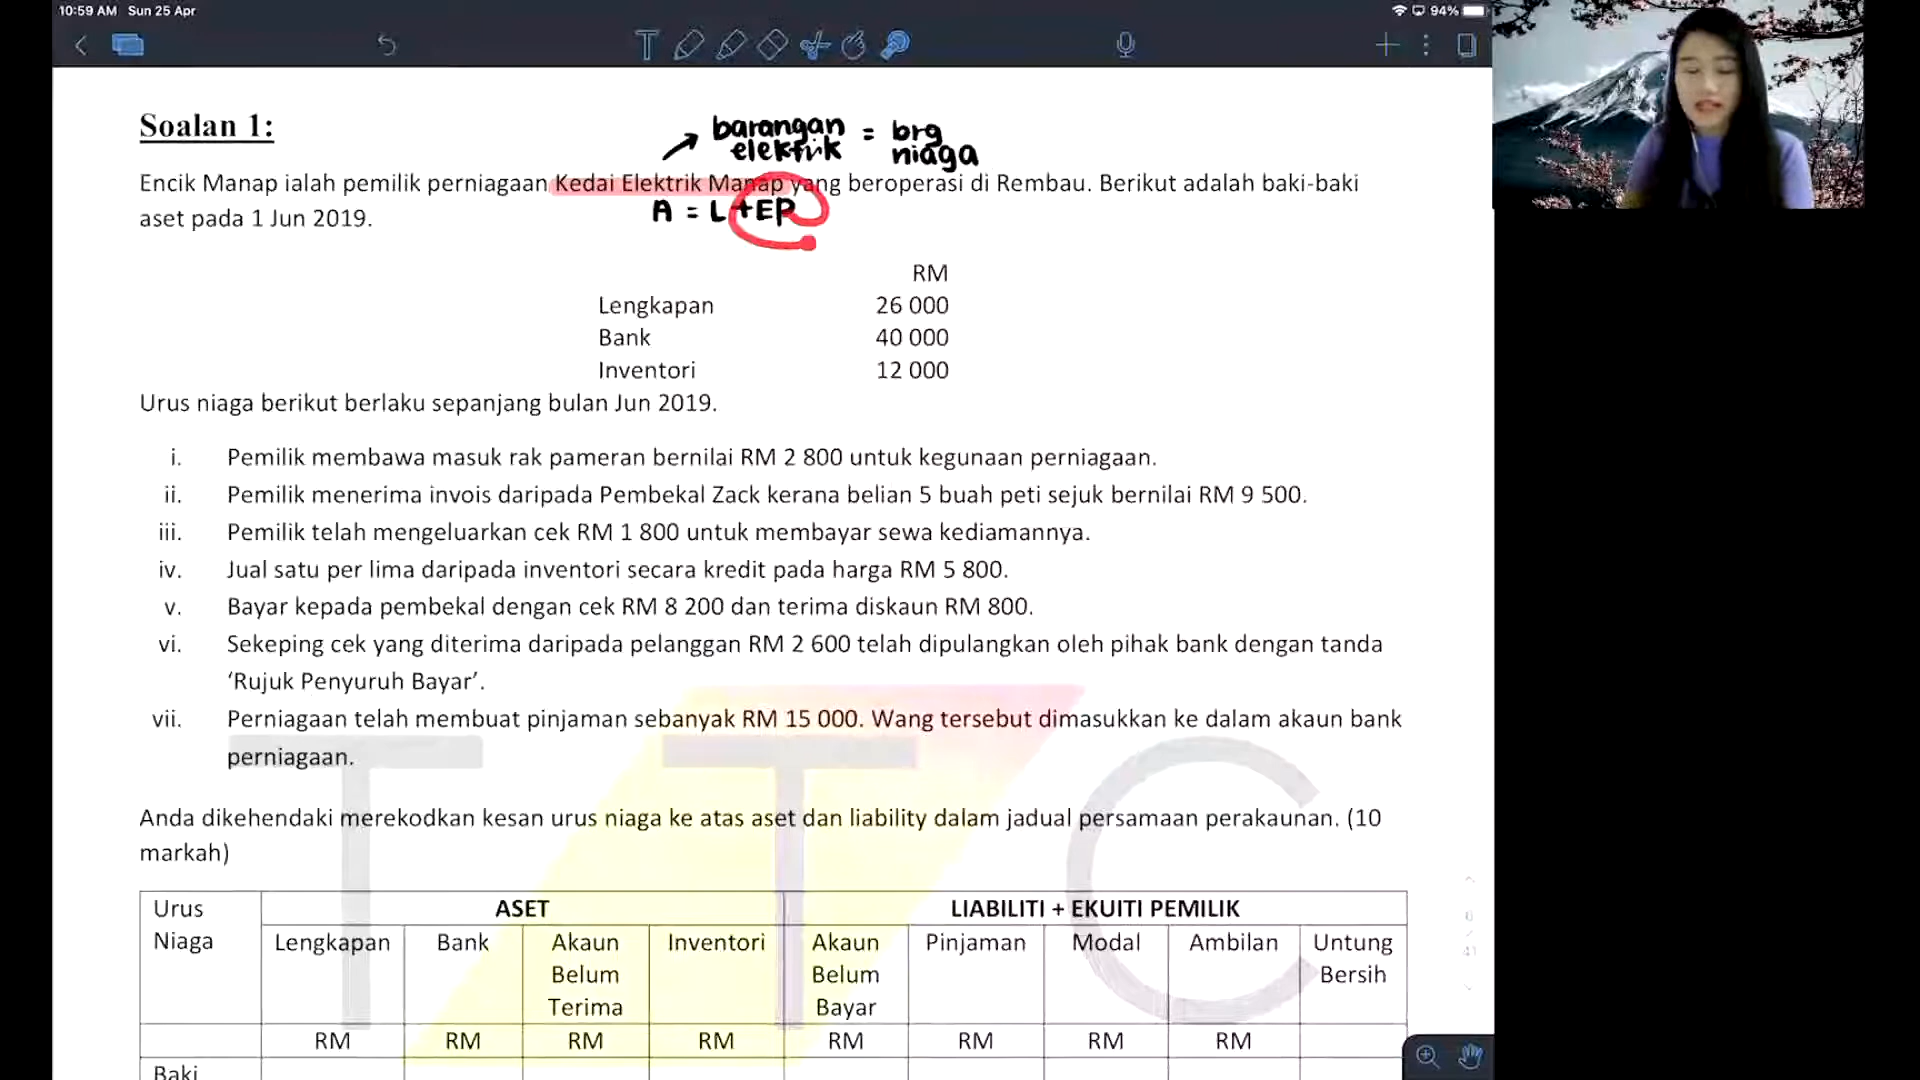 10:59 AM Sun 25 Apr
94%
Soalan 1:
barangan = brg
elektrik niaga
Encik Manap ialah pemilik perniagaan Kedai Elektrik Manap yang beroperasi di Rembau. Berikut adalah baki-baki
A = L + EP
aset pada 1 Jun 2019.
RM
Lengkapan 26 000
Bank 40 000
Inventori 12 000
Urus niaga berikut berlaku sepanjang bulan Jun 2019.
i. Pemilik membawa masuk rak pameran bernilai RM 2 800 untuk kegunaan perniagaan.
ii. Pemilik menerima invois daripada Pembekal Zack kerana belian 5 buah peti sejuk bernilai RM 9 500.
iii. Pemilik telah mengeluarkan cek RM 1 800 untuk membayar sewa kediamannya.
iv. Jual satu per lima daripada inventori secara kredit pada harga RM 5 800.
v. Bayar kepada pembekal dengan cek RM 8 200 dan terima diskaun RM 800.
vi. Sekeping cek yang diterima daripada pelanggan RM 2 600 telah dipulangkan oleh pihak bank dengan tanda
‘Rujuk Penyuruh Bayar’.
vii. Perniagaan telah membuat pinjaman sebanyak RM 15 000. Wang tersebut dimasukkan ke dalam akaun bank
perniagaan.
TTC
Anda dikehendaki merekodkan kesan urus niaga ke atas aset dan liability dalam jadual persamaan perakaunan. (10
markah)
Urus ASET LIABILITI + EKUITI PEMILIK
Niaga Lengkapan Bank Akaun Inventori Akaun Pinjaman Modal Ambilan Untung
Belum Belum Bersih
Terima Bayar
RM RM RM RM RM RM RM RM
Baki